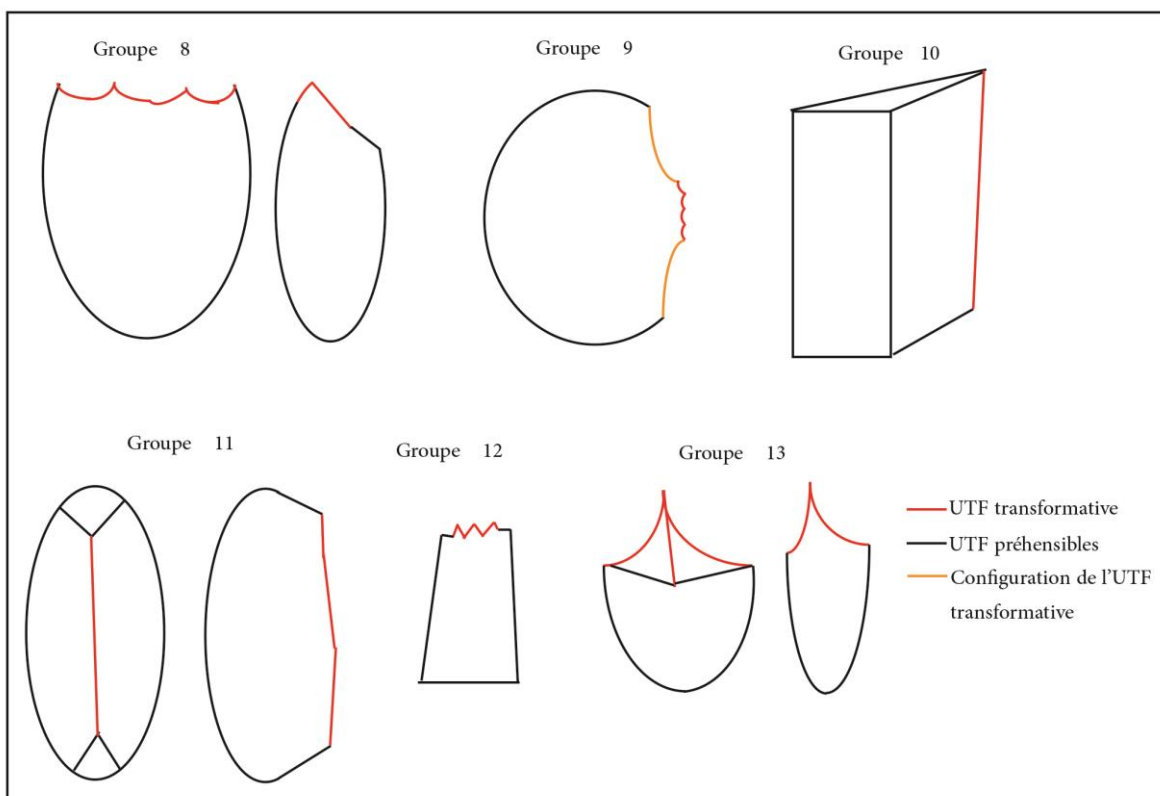 Groupe 8
Groupe 9
Groupe 10
Groupe 11
Groupe 12
Groupe 13
UTF transformative
UTF préhensibles
Configuration de l'UTF
transformative